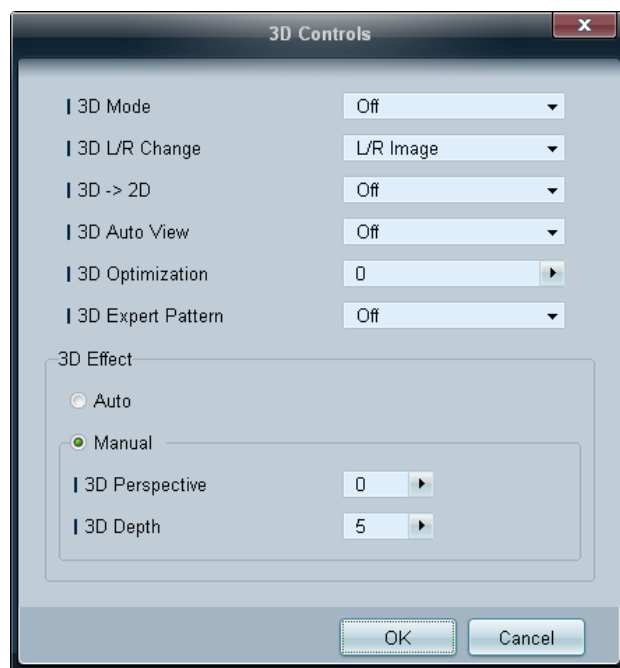 3D Controls
x
3D Mode Off
3D L/R Change L/R Image
3D -> 2D Off
3D Auto View Off
3D Optimization 0
3D Expert Pattern Off
3D Effect
Auto
Manual
3D Perspective 0
3D Depth 5
OK Cancel